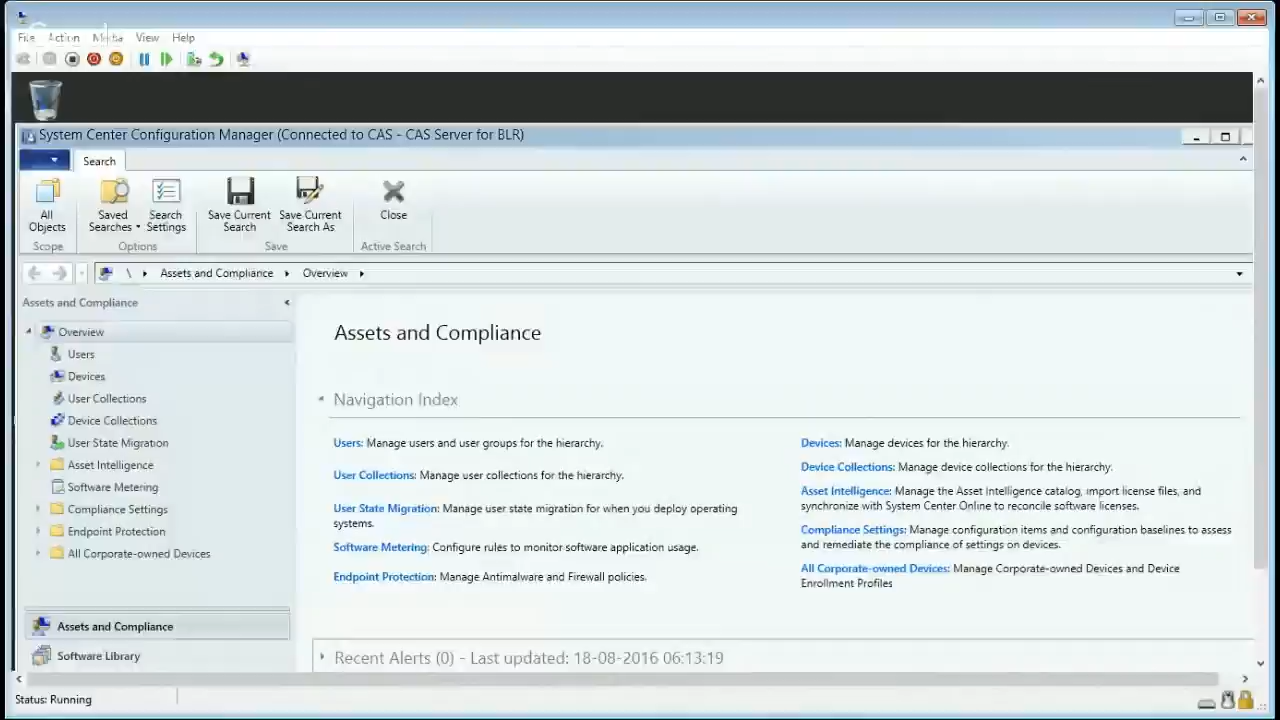 File Action Media View Help
System Center Configuration Manager (Connected to CAS - CAS Server for BLR)
Search
All Objects
Saved Searches
Search Settings
Save Current Search
Save Current Search As
Close
Scope
Options
Save
Active Search
\ Assets and Compliance Overview
Assets and Compliance
Overview
Users
Devices
User Collections
Device Collections
User State Migration
Asset Intelligence
Software Metering
Compliance Settings
Endpoint Protection
All Corporate-owned Devices
Assets and Compliance
Software Library
Assets and Compliance
Navigation Index
Users: Manage users and user groups for the hierarchy.
User Collections: Manage user collections for the hierarchy.
User State Migration: Manage user state migration for when you deploy operating
systems.
Software Metering: Configure rules to monitor software application usage.
Endpoint Protection: Manage Antimalware and Firewall policies.
Devices: Manage devices for the hierarchy.
Device Collections: Manage device collections for the hierarchy.
Asset Intelligence: Manage the Asset Intelligence catalog, import license files, and
synchronize with System Center Online to reconcile software licenses.
Compliance Settings: Manage configuration items and configuration baselines to assess
and remediate the compliance of settings on devices.
All Corporate-owned Devices: Manage Corporate-owned Devices and Device
Enrollment Profiles
Recent Alerts (0) - Last updated: 18-08-2016 06:13:19
Status: Running